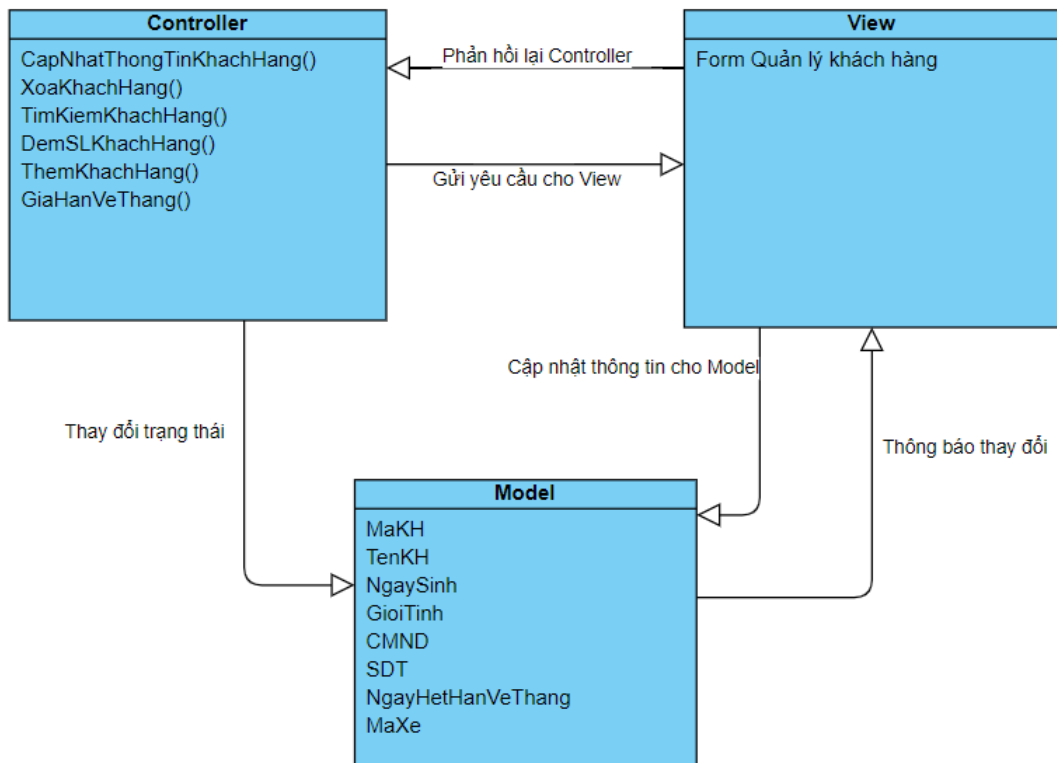 Controller
CapNhatThongTinKhachHang()
XoaKhachHang()
TimKiemKhachHang()
DemSLKhachHang()
ThemKhachHang()
GiaHanVeThang()
Phản hồi lại Controller
Gửi yêu cầu cho View
View
Form Quản lý khách hàng
Thay đổi trạng thái
Cập nhật thông tin cho Model
Thông báo thay đổi
Model
MaKH
TenKH
NgaySinh
GioiTinh
CMND
SDT
NgayHetHanVeThang
MaXe